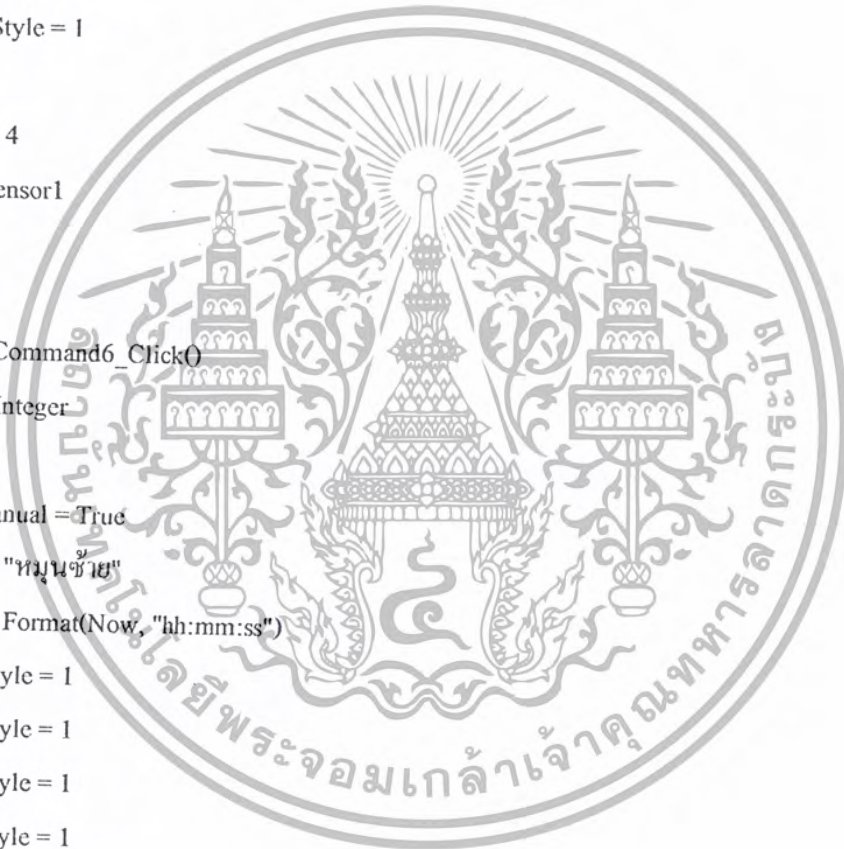 Style = 1
4
ensor1
Command6_Click()
Integer
nual = True
"หมุนซ้าย"
Format(Now, "hh:mm:ss")
yle = 1
yle = 1
yle = 1
yle = 1
สถาบันเทคโนโลยีพระจอมเกล้าเจ้าคุณทหารลาดกระบัง
๔